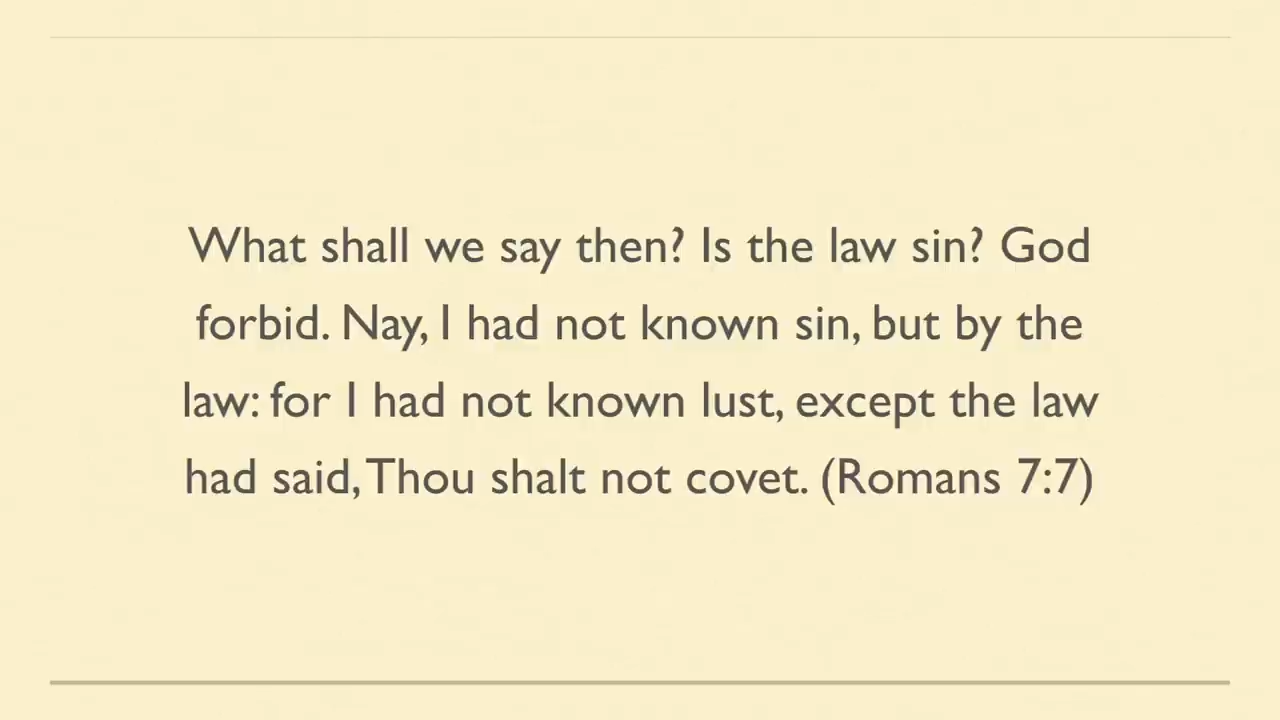 What shall we say then? Is the law sin? God
forbid. Nay, I had not known sin, but by the
law: for I had not known lust, except the law
had said, Thou shalt not covet. (Romans 7:7)